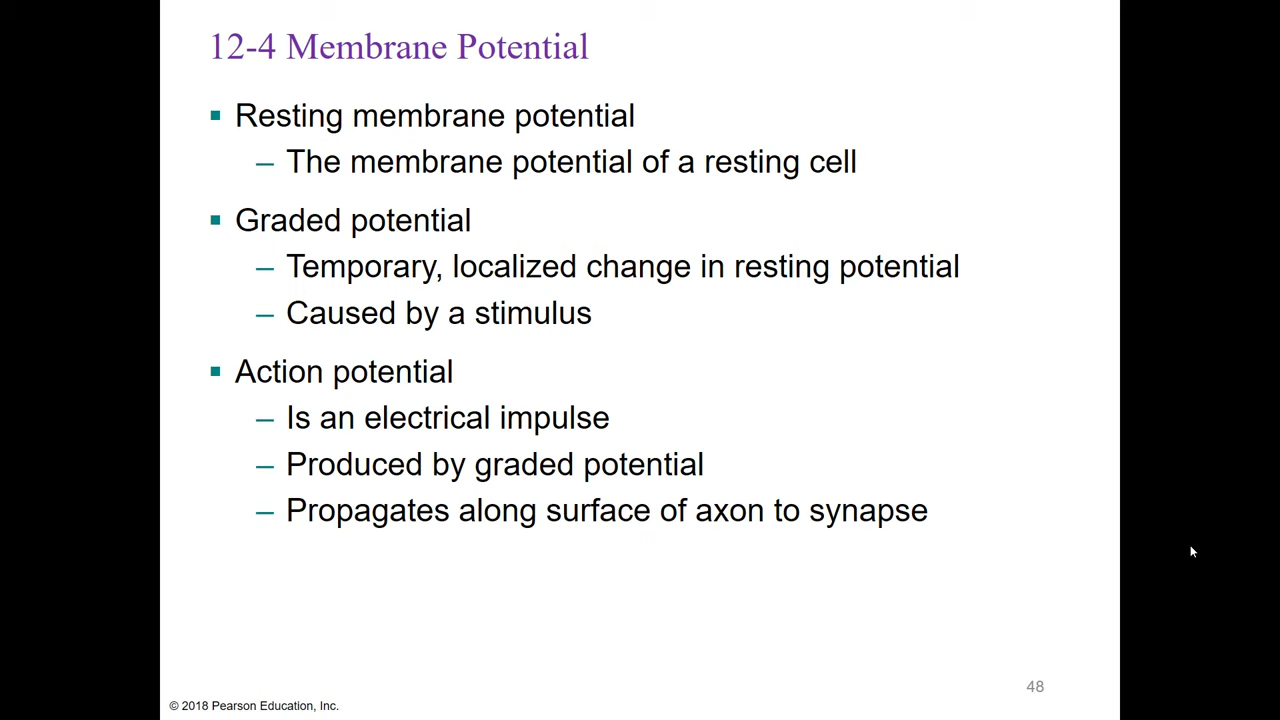 12-4 Membrane Potential
▪ Resting membrane potential
– The membrane potential of a resting cell
▪ Graded potential
– Temporary, localized change in resting potential
– Caused by a stimulus
▪ Action potential
– Is an electrical impulse
– Produced by graded potential
– Propagates along surface of axon to synapse
48
© 2018 Pearson Education, Inc.